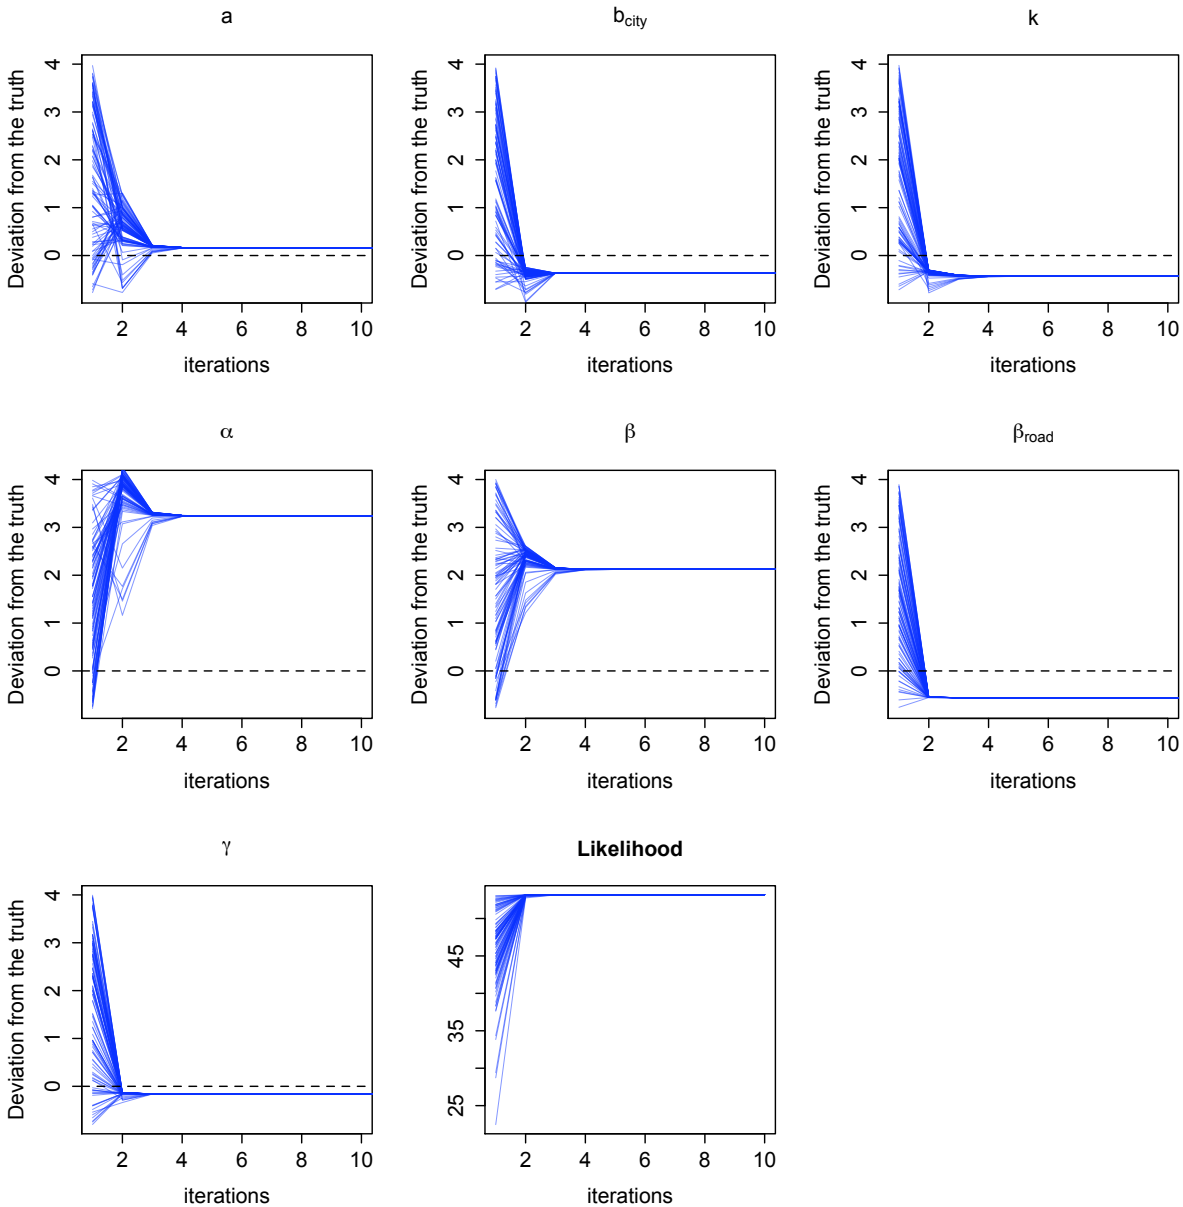 a
b_city
k
Deviation from the truth
0 1 2 3 4
2 4 6 8 10
iterations
Deviation from the truth
0 1 2 3 4
2 4 6 8 10
iterations
Deviation from the truth
0 1 2 3 4
2 4 6 8 10
iterations
α
β
β_road
Deviation from the truth
0 1 2 3 4
2 4 6 8 10
iterations
Deviation from the truth
0 1 2 3 4
2 4 6 8 10
iterations
Deviation from the truth
0 1 2 3 4
2 4 6 8 10
iterations
γ
Likelihood
Deviation from the truth
0 1 2 3 4
2 4 6 8 10
iterations
25 35 45
2 4 6 8 10
iterations